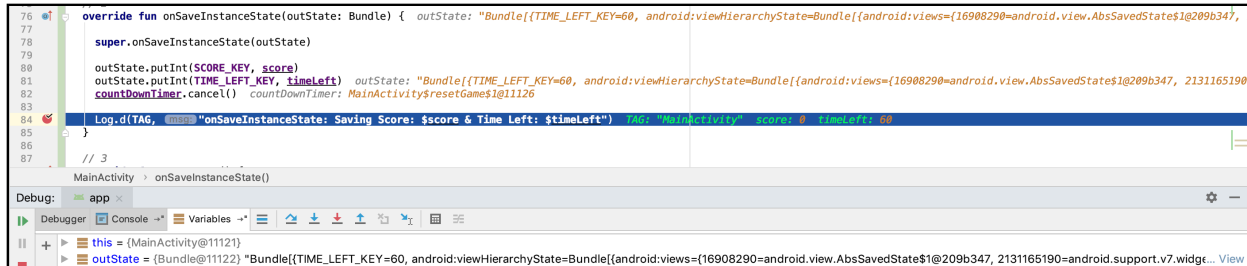 76 override fun onSaveInstanceState(outState: Bundle) { outState: "Bundle[{TIME_LEFT_KEY=60, android:viewHierarchyState=Bundle[{android:views={16908290=android.view.AbsSavedState$1@209b347,
77
78 super.onSaveInstanceState(outState)
79
80 outState.putInt(SCORE_KEY, score)
81 outState.putInt(TIME_LEFT_KEY, timeLeft) outState: "Bundle[{TIME_LEFT_KEY=60, android:viewHierarchyState=Bundle[{android:views={16908290=android.view.AbsSavedState$1@209b347, 2131165190
82 countDownTimer.cancel() countDownTimer: MainActivity$resetGame$1@11126
83
84 Log.d(TAG, msg: "onSaveInstanceState: Saving Score: $score & Time Left: $timeLeft") TAG: "MainActivity" score: 0 timeLeft: 60
85 }
86
87 // 3
MainActivity › onSaveInstanceState()
Debug: app
Debugger Console Variables
this = {MainActivity@11121}
outState = {Bundle@11122} "Bundle[{TIME_LEFT_KEY=60, android:viewHierarchyState=Bundle[{android:views={16908290=android.view.AbsSavedState$1@209b347, 2131165190=android.support.v7.widge... View